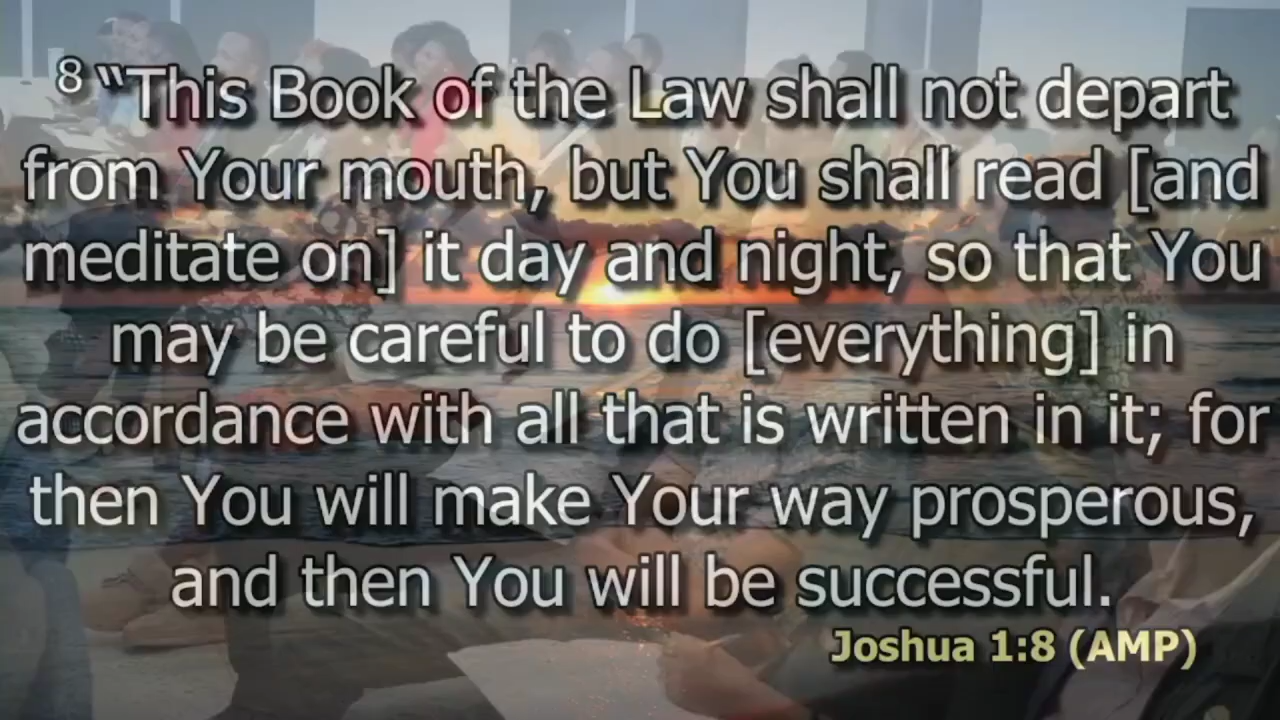 8 “This Book of the Law shall not depart
from Your mouth, but You shall read [and
meditate on] it day and night, so that You
may be careful to do [everything] in
accordance with all that is written in it; for
then You will make Your way prosperous,
and then You will be successful.
Joshua 1:8 (AMP)